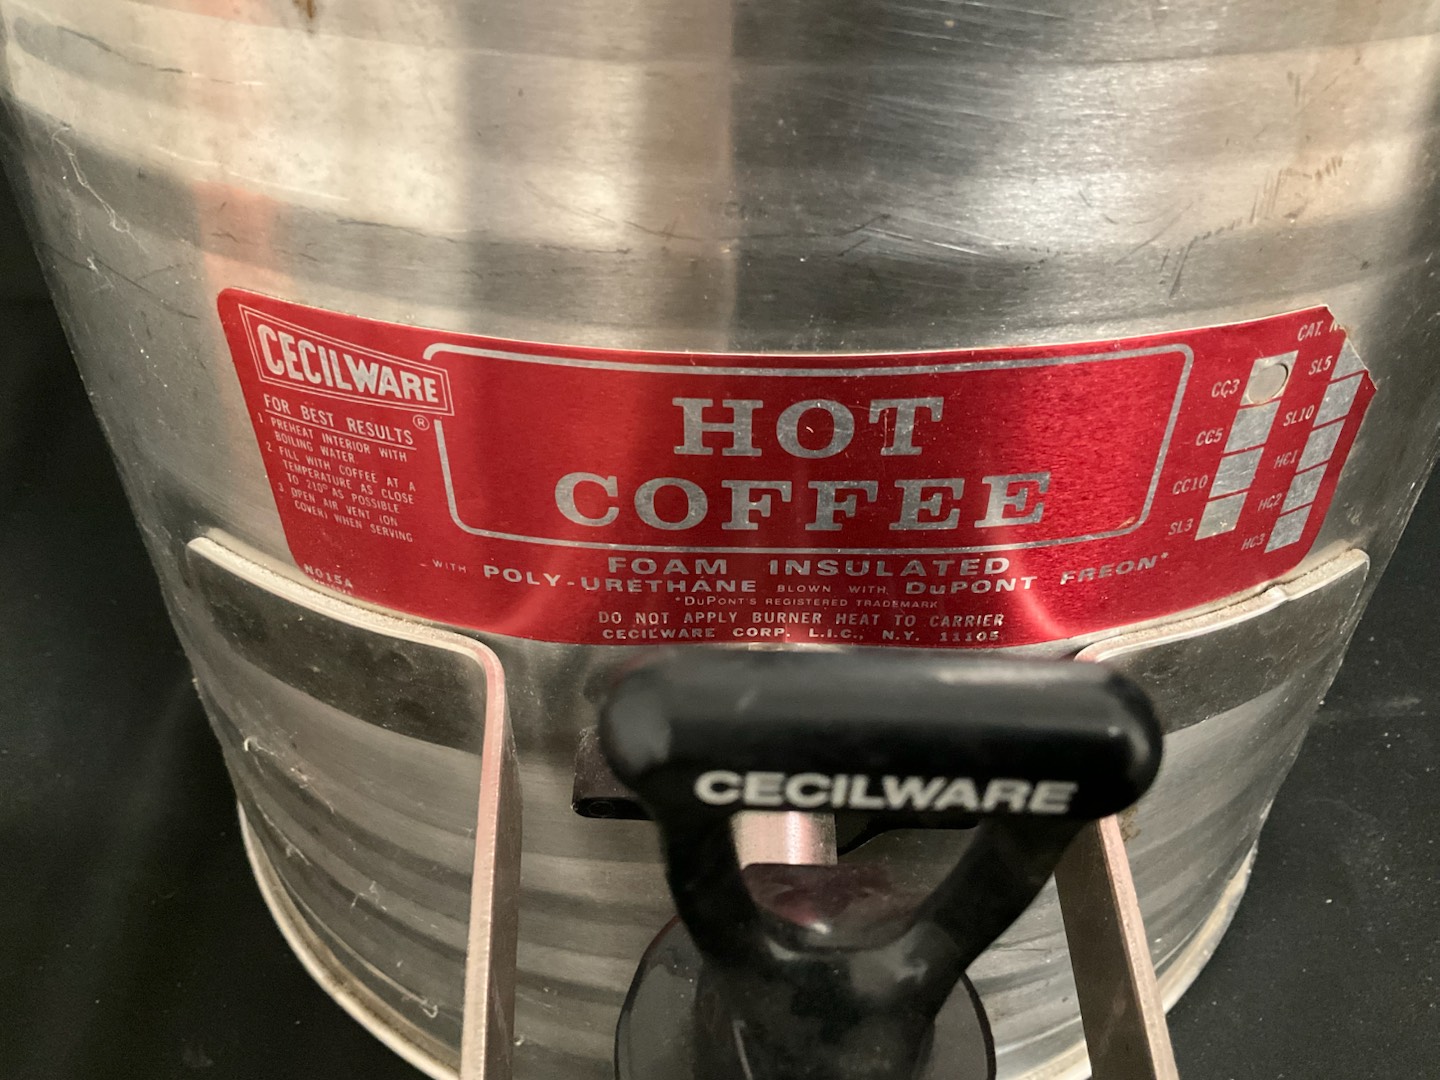 CECILWARE
®
FOR BEST RESULTS
1. PREHEAT INTERIOR WITH
BOILING WATER
2. FILL WITH COFFEE AT A
TEMPERATURE AS CLOSE
TO 210° AS POSSIBLE
3. OPEN AIR VENT (ON
COVER) WHEN SERVING
NO15A
HOT
COFFEE
FOAM INSULATED
WITH POLY-URETHANE BLOWN WITH DUPONT FREON*
*DUPONT'S REGISTERED TRADEMARK
DO NOT APPLY BURNER HEAT TO CARRIER
CECILWARE CORP. L.I.C., N.Y. 11105
CAT.
CC3
CC5
CC10
SL3
SL5
SL10
HC1
HC2
HC3
CECILWARE